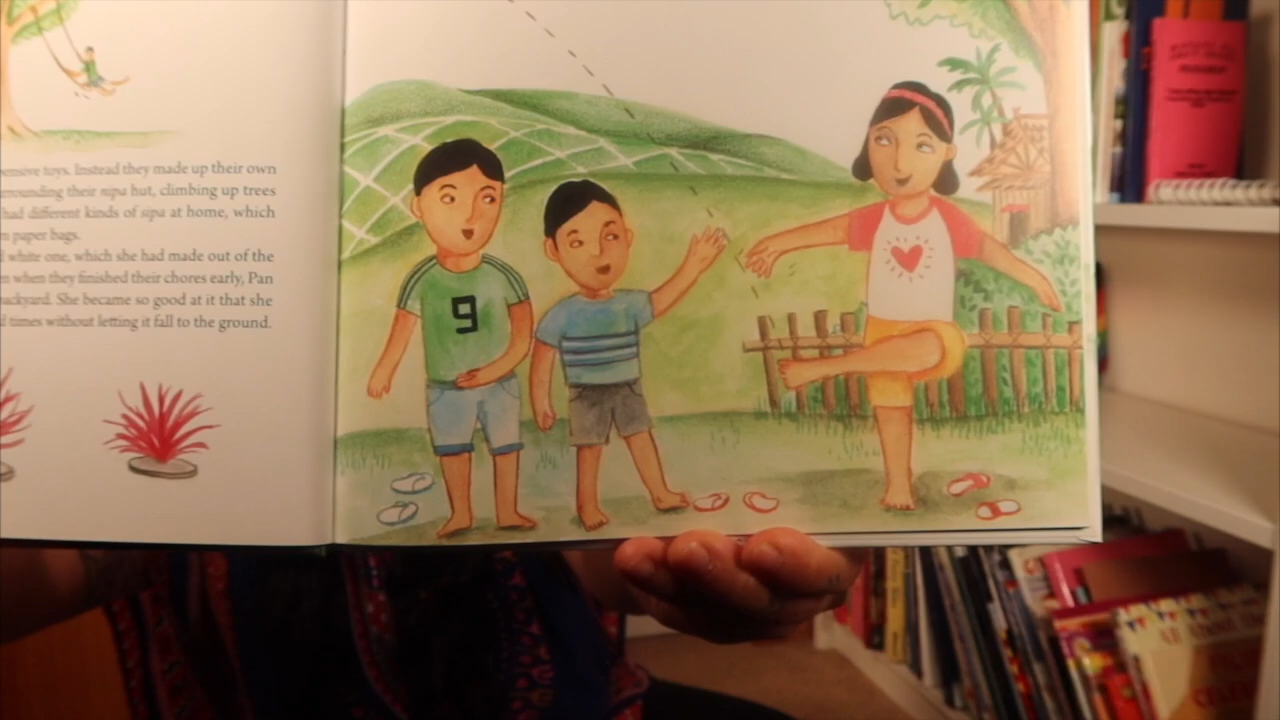 pensive toys. Instead they made up their own
rrounding their nipa hut, climbing up trees
had different kinds of sipa at home, which
paper bags.
white one, which she had made out of the
when they finished their chores early, Pan
ackyard. She became so good at it that she
times without letting it fall to the ground.
9